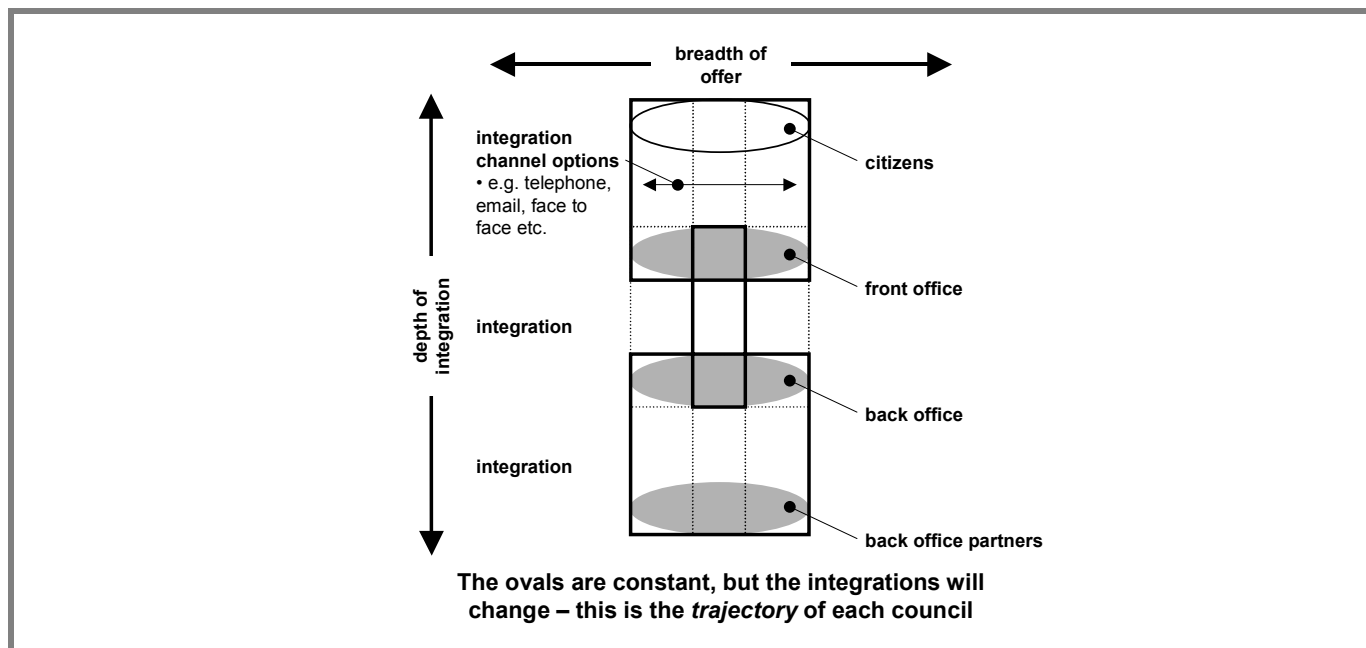 breadth of
offer
integration
channel options
• e.g. telephone,
email, face to
face etc.
citizens
front office
depth of
integration
integration
back office
integration
back office partners
The ovals are constant, but the integrations will
change – this is the trajectory of each council